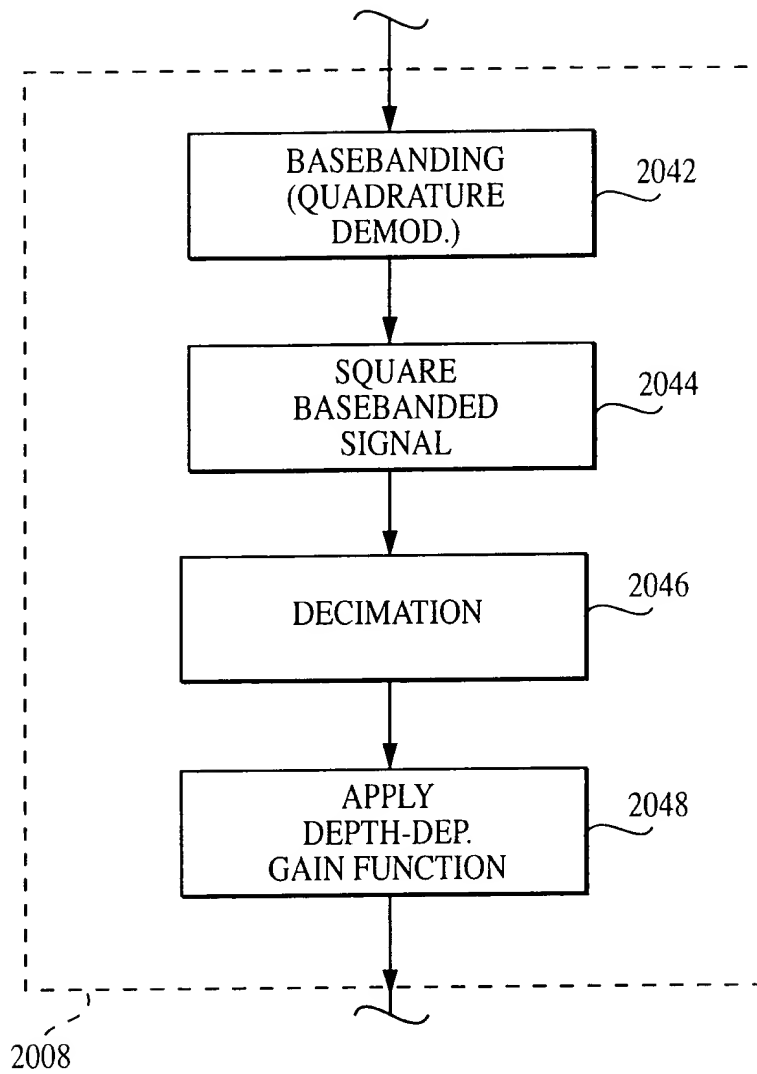 BASEBANDING
(QUADRATURE
DEMOD.)
2042
SQUARE
BASEBANDED
SIGNAL
2044
DECIMATION
2046
APPLY
DEPTH-DEP.
GAIN FUNCTION
2048
2008